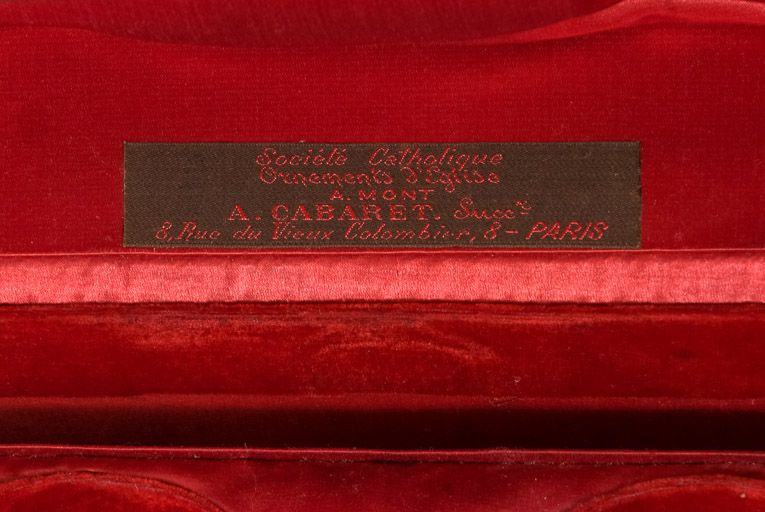 Société Catholique
Ornements d'Eglise
A. MONT
A. CABARET. Succr
8, Rue du Vieux Colombier, 8 - PARIS